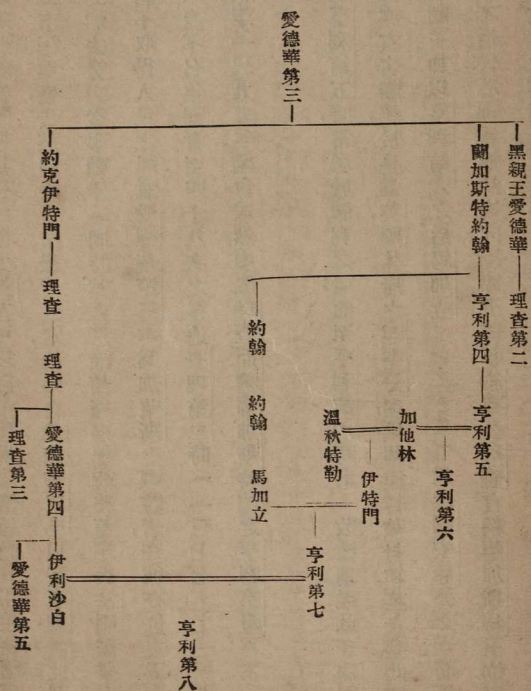 愛德華第三
黑親王愛德華
理查第二
蘭加斯特約翰
亨利第四
亨利第五
加他林
亨利第六
溫秋特勒
伊特門
約翰
約翰
馬加立
亨利第七
約克伊特門
理查
理查
愛德華第四
理查第三
伊利沙白
愛德華第五
亨利第八